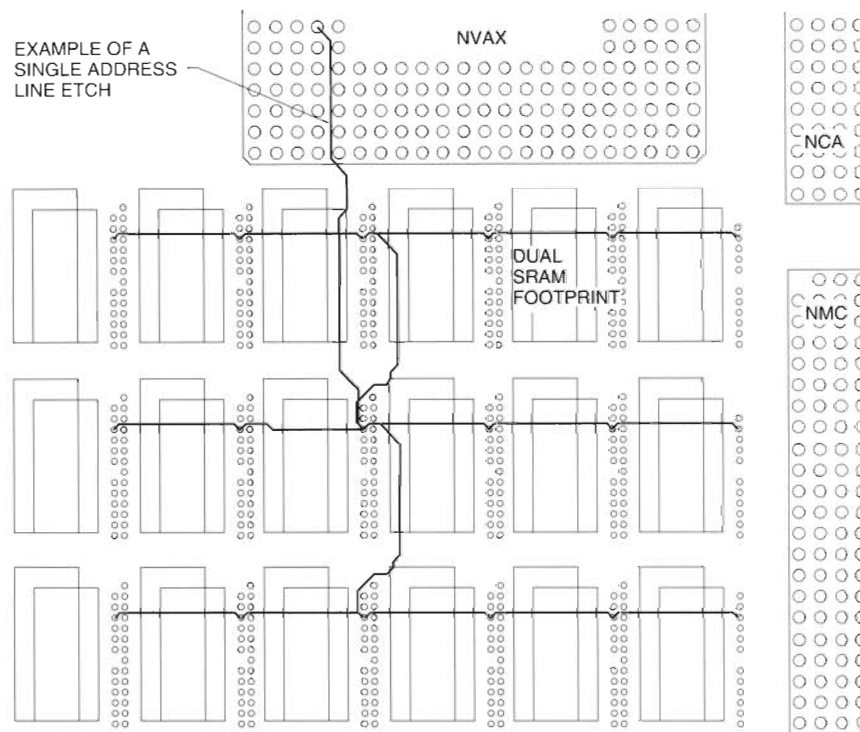 EXAMPLE OF A
SINGLE ADDRESS
LINE ETCH
NVAX
NCA
DUAL
SRAM
FOOTPRINT
NMC